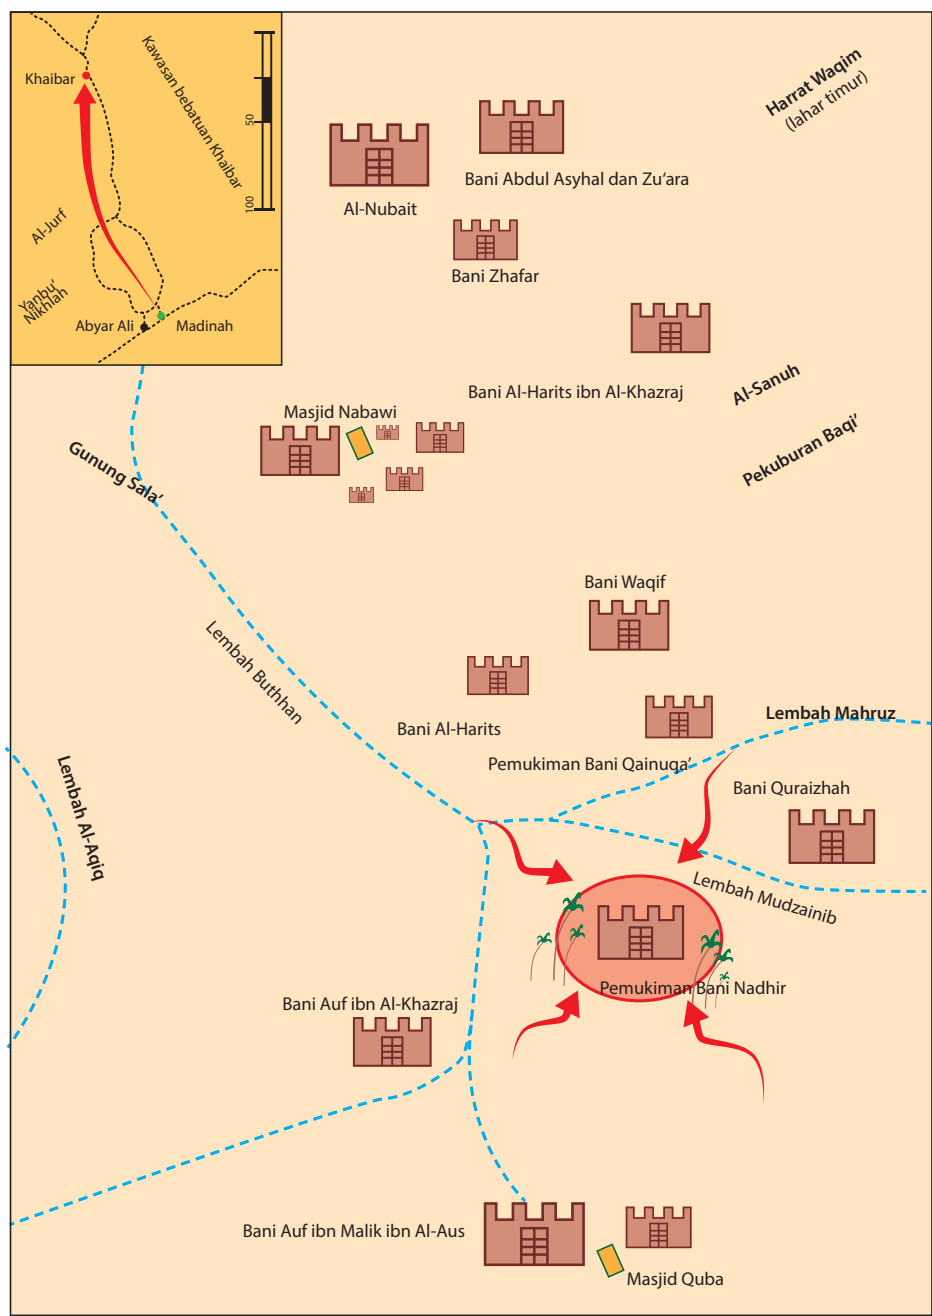 Khaibar
Kawasan bebatuan Khaibar
50
100
Al-Jurf
Yanbu’
Nikhlah
Abyar Ali
Madinah
Harrat Waqim
(lahar timur)
Bani Abdul Asyhal dan Zu‘ara
Al-Nubait
Bani Zhafar
Bani Al-Harits ibn Al-Khazraj
Al-Sanuh
Masjid Nabawi
Pekuburan Baqi’
Gunung Sala’
Bani Waqif
Lembah Buthhan
Bani Al-Harits
Lembah Mahruz
Pemukiman Bani Qainuqa’
Bani Quraizhah
Lembah Al-Aqiq
Lembah Mudzainib
Pemukiman Bani Nadhir
Bani Auf ibn Al-Khazraj
Bani Auf ibn Malik ibn Al-Aus
Masjid Quba